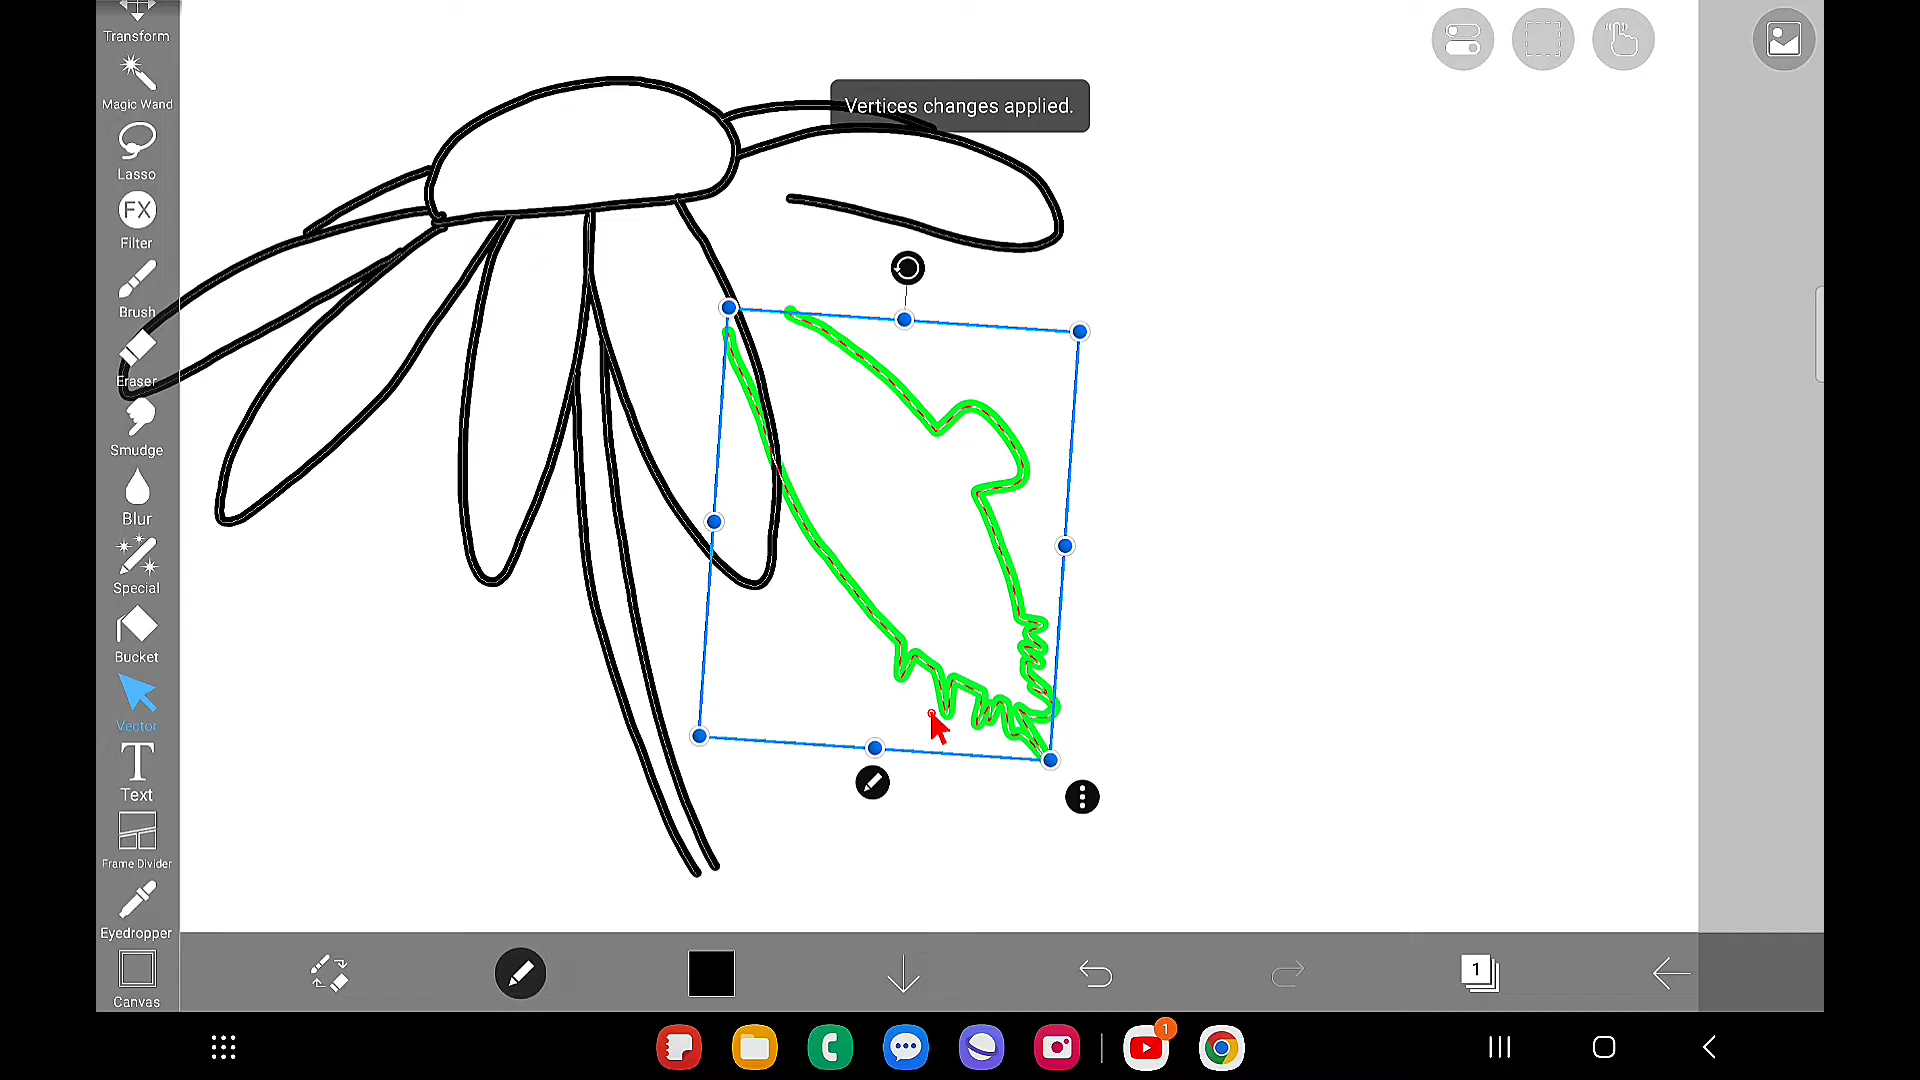 Transform
Magic Wand
Lasso
FX
Filter
Brush
Eraser
Smudge
Blur
Special
Bucket
Vector
T
Text
Frame Divider
Eyedropper
Canvas
Vertices changes applied.
1
1